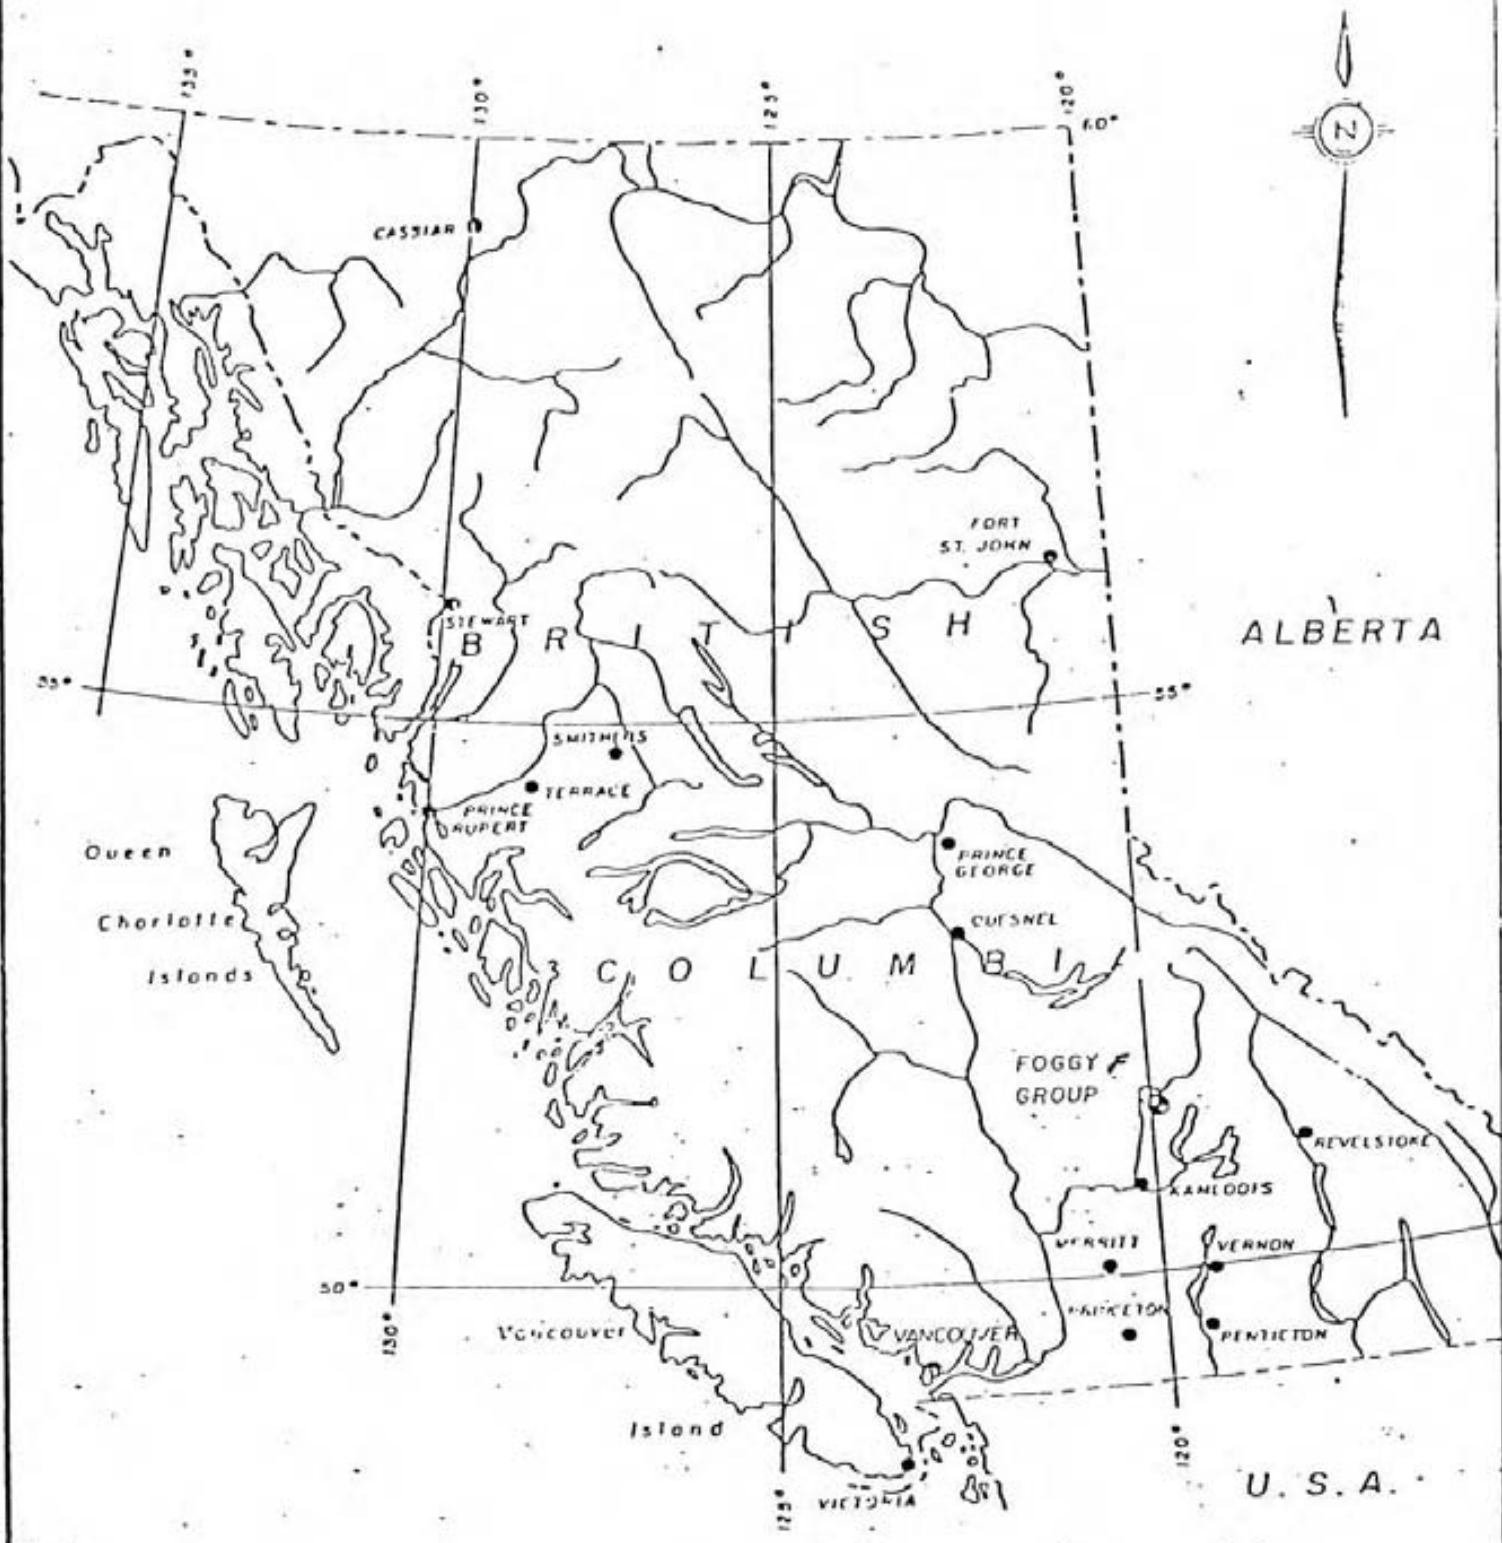 135°
130°
125°
120°
60°
N
CASSIAR
FORT
ST. JOHN
STEWART
BRITISH
ALBERTA
55°
55°
SMITHERS
TERRACE
PRINCE
RUPERT
Queen
Charlotte
Islands
PRINCE
GEORGE
QUESNEL
COLUMBI
FOGGY F
GROUP
REVELSTOKE
KAMLOOPS
MERRITT
VERNON
50°
130°
Vancouver
VANCOUVER
PRINCETON
PENTICTON
Island
120°
U.S.A.
VICTORIA
125°